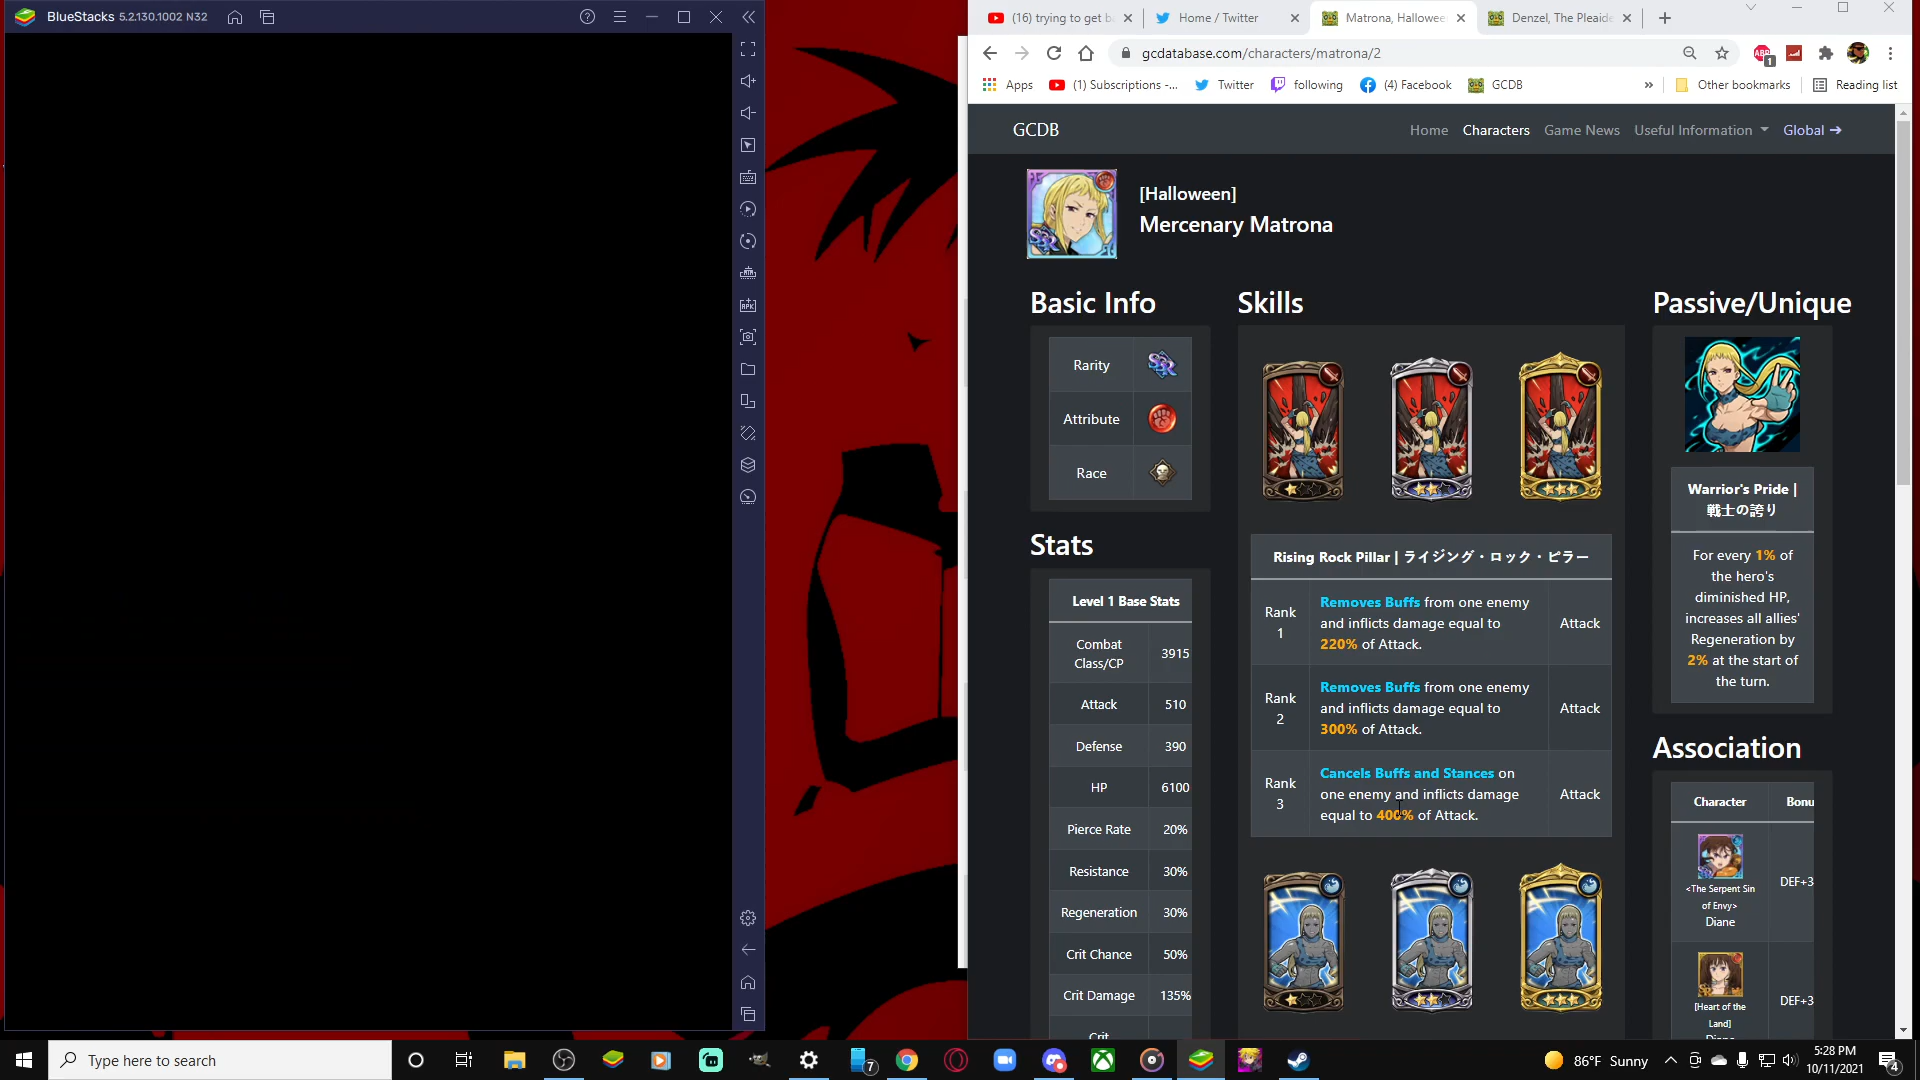 BlueStacks 5.2.130.1002 N32
Home / Twitter
Matrona, Hallowee
Denzel, The Pleiade
gcdatabase.com/characters/matrona/2
Apps
(1) Subscriptions -...
Twitter
following
(4) Facebook
GCDB
»
Other bookmarks
Reading list
GCDB
Home
Characters
Game News
Useful Information
Global
[Halloween]
Mercenary Matrona
Basic Info
Rarity
Attribute
Race
Stats
Level 1 Base Stats
Combat
Class/CP
3915
Attack 510
Defense 390
HP 6100
Pierce Rate 20%
Resistance 30%
Regeneration 30%
Crit Chance 50%
Crit Damage 135%
Crit
Skills
Rising Rock Pillar | ライジング・ロック・ピラー
Rank
1
Removes Buffs from one enemy
and inflicts damage equal to
220% of Attack.
Attack
Rank
2
Removes Buffs from one enemy
and inflicts damage equal to
300% of Attack.
Attack
Rank
3
Cancels Buffs and Stances on
one enemy and inflicts damage
equal to 400% of Attack.
Attack
Passive/Unique
Warrior's Pride |
戦士の誇り
For every 1% of
the hero's
diminished HP,
increases all allies'
Regeneration by
2% at the start of
the turn.
Association
Character Bonu
<The Serpent Sin
of Envy>
Diane
DEF+3
[Heart of the
Land]
Diane
DEF+3
Type here to search
7
86°F Sunny
5:28 PM
10/11/2021
4